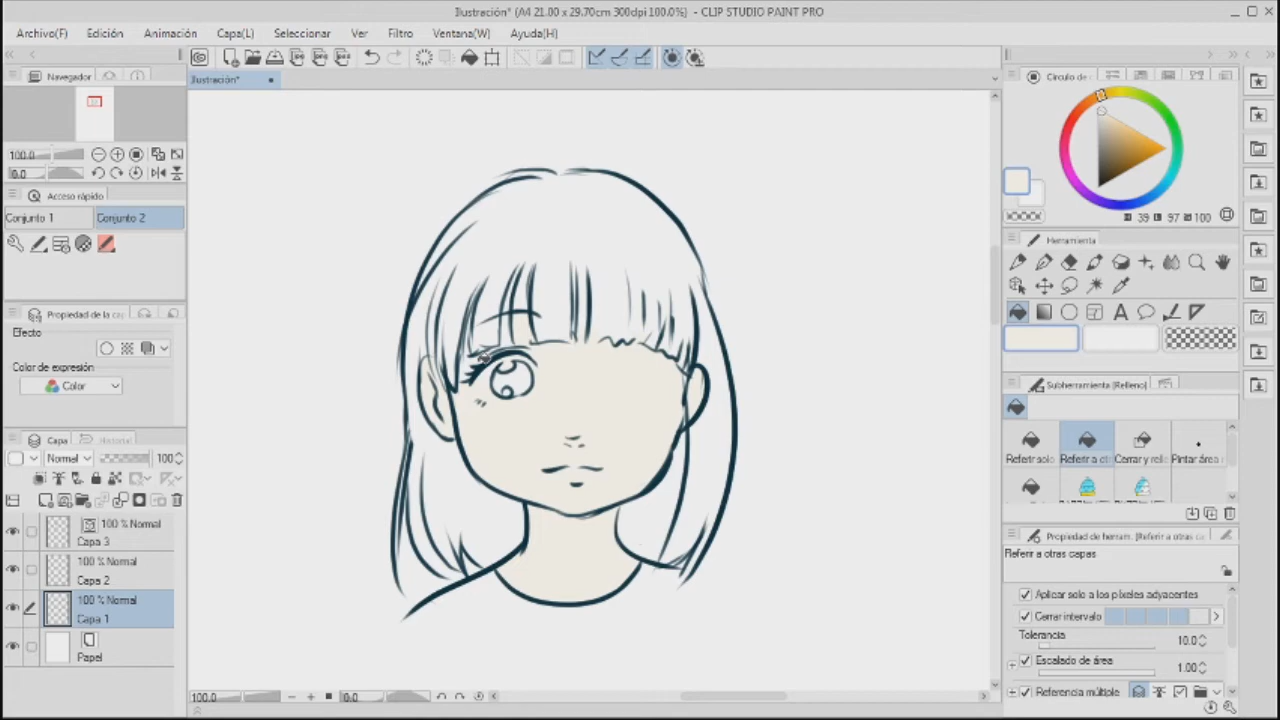 Ilustración* (A4 21.00 x 29.70cm 300dpi 100.0%) - CLIP STUDIO PAINT PRO
Archivo(F) Edición Animación Capa(L) Seleccionar Ver Filtro Ventana(W) Ayuda(H)
Navegador
Ilustración*
Círculo de
100.0
0.0
Acceso rápido
Conjunto 1 Conjunto 2
39 97 100
Herramienta
Propiedad de la ca
Efecto
Color de expresión
Color
Subherramienta (Relleno)
Capa Historial
Normal 100
Referir solo Referir a ot Cerrar y relle Pintar área
100 % Normal
Capa 3
100 % Normal
Capa 2
100 % Normal
Capa 1
Papel
Propiedad de herram. (Referir a otras capas
Referir a otras capas
Aplicar solo a los píxeles adyacentes
Cerrar intervalo
Tolerancia 10.0
Escalado de área 1.00
Referencia múltiple
100.0 0.0